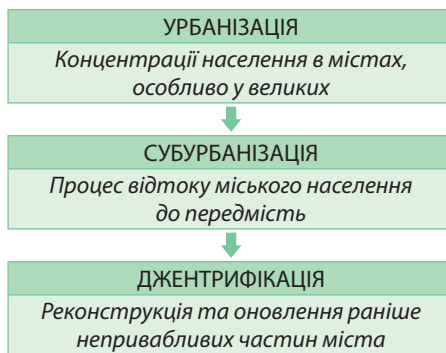 УРБАНІЗАЦІЯ
Концентрації населення в містах,
особливо у великих
СУБУРБАНІЗАЦІЯ
Процес відтоку міського населення
до передмість
ДЖЕНТРИФІКАЦІЯ
Реконструкція та оновлення раніше
непривабливих частин міста